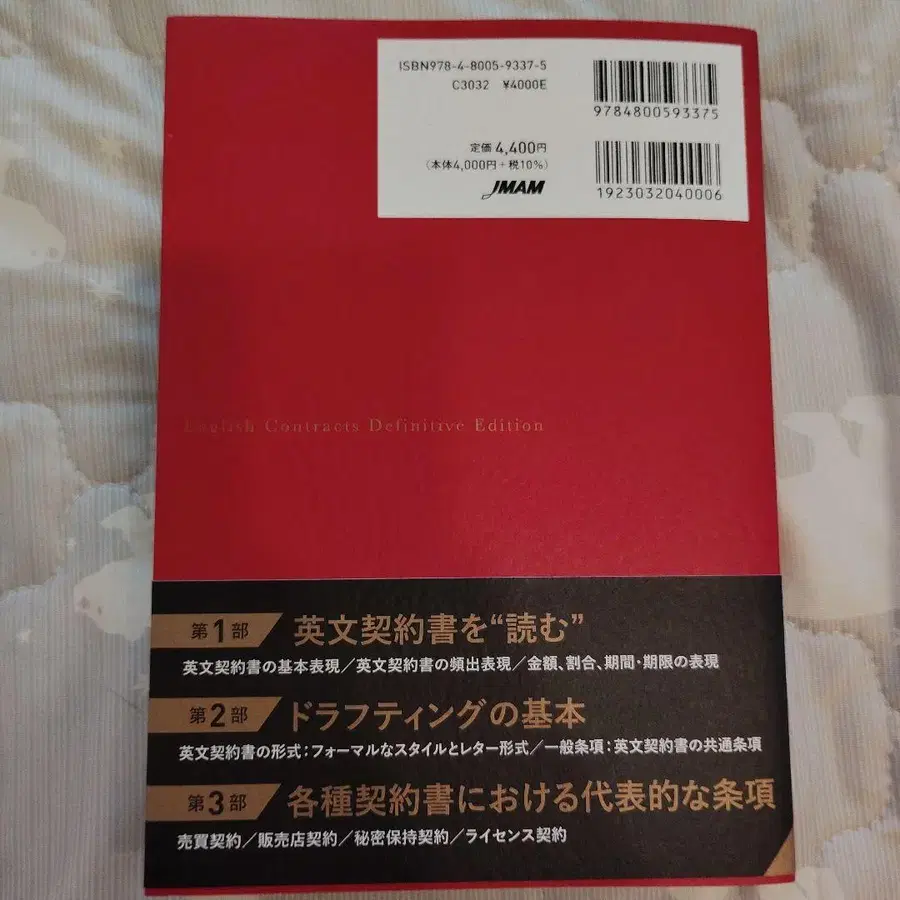 ISBN978-4-8005-9337-5
C3032 ¥4000E
9784800593375
定価 4,400円
(本体4,000円+税10%)
JMAM
1923032040006
English Contracts Definitive Edition
第1部 英文契約書を“読む”
英文契約書の基本表現/英文契約書の頻出表現/金額、割合、期間・期限の表現
第2部 ドラフティングの基本
英文契約書の形式:フォーマルなスタイルとレター形式/一般条項:英文契約書の共通条項
第3部 各種契約書における代表的な条項
売買契約/販売店契約/秘密保持契約/ライセンス契約